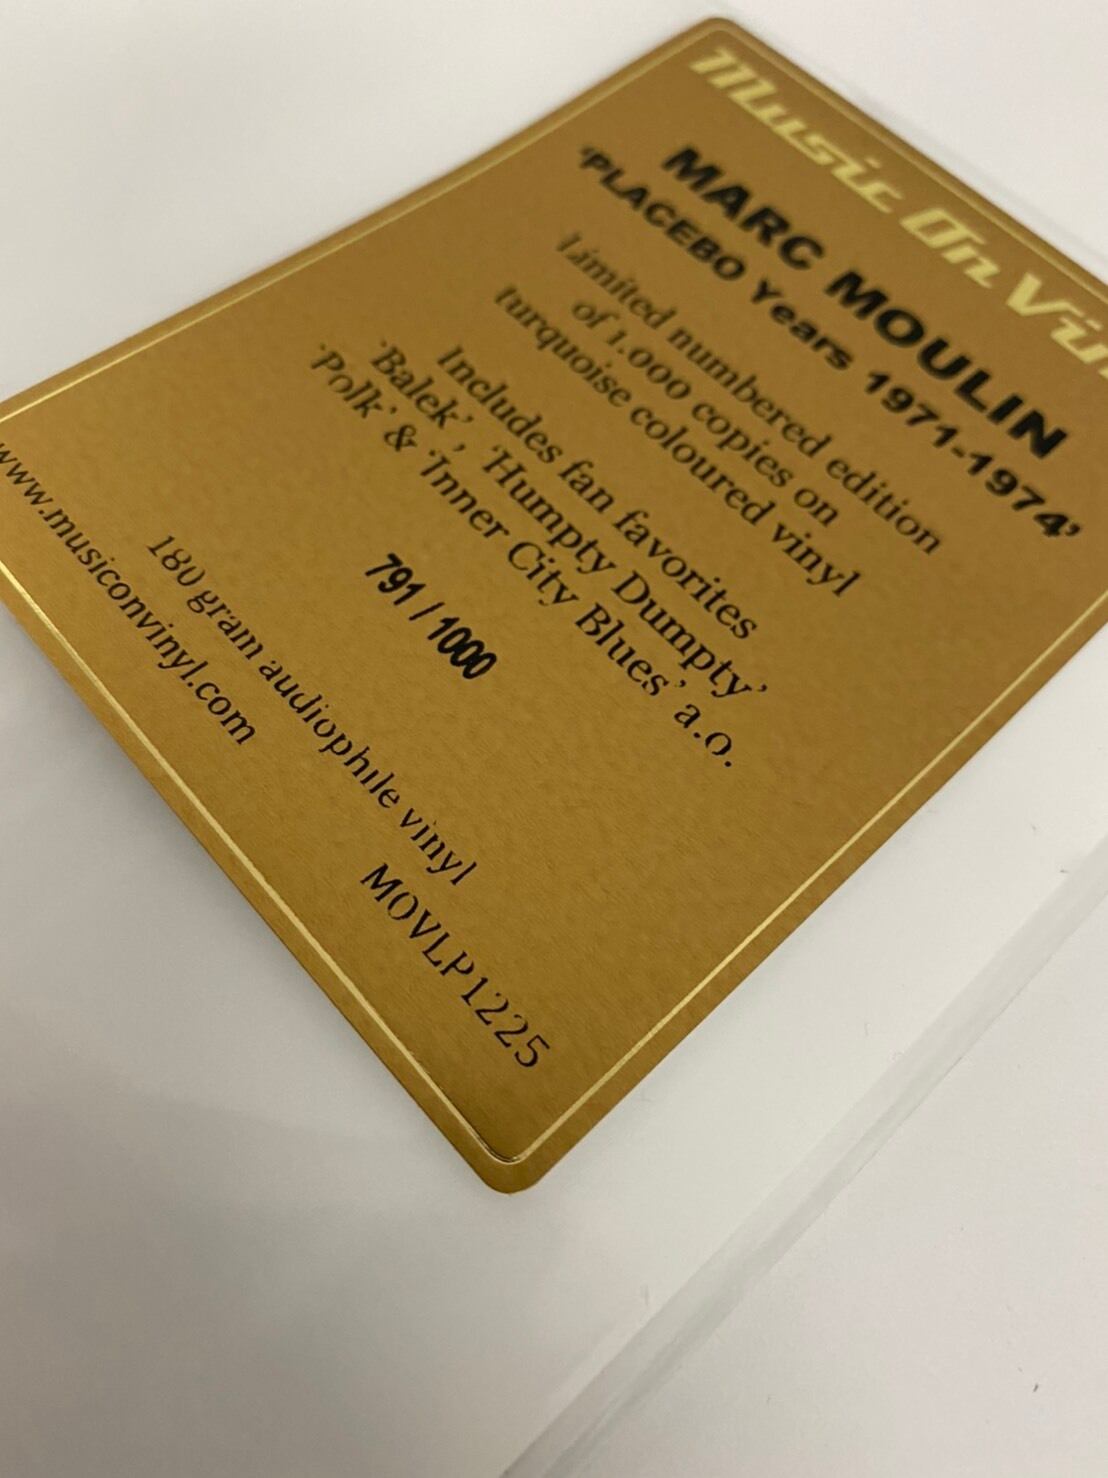 Music On Vin
MARC MOULIN
‘PLACEBO Years 1971-1974’
Limited numbered edition
of 1.000 copies on
turquoise coloured vinyl
Includes fan favorites
‘Balek’, ‘Humpty Dumpty’
‘Polk’ & ‘Inner City Blues’ a.o.
791 / 1000
180 gram audiophile vinyl
www.musiconvinyl.com
MOVLP1225